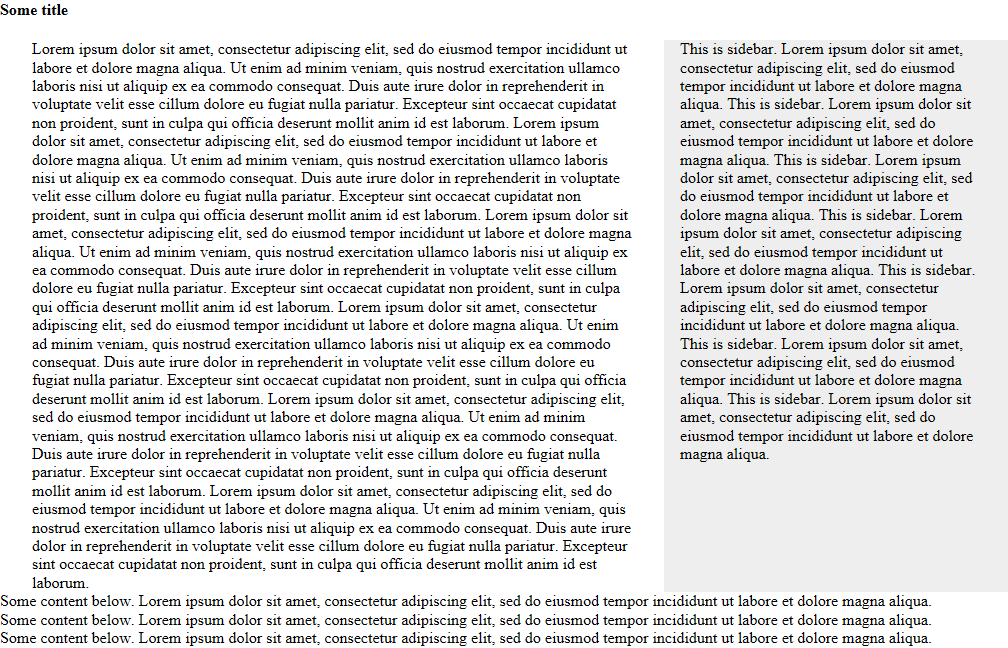 Some title
Lorem ipsum dolor sit amet, consectetur adipiscing elit, sed do eiusmod tempor incididunt ut
labore et dolore magna aliqua. Ut enim ad minim veniam, quis nostrud exercitation ullamco
laboris nisi ut aliquip ex ea commodo consequat. Duis aute irure dolor in reprehenderit in
voluptate velit esse cillum dolore eu fugiat nulla pariatur. Excepteur sint occaecat cupidatat
non proident, sunt in culpa qui officia deserunt mollit anim id est laborum. Lorem ipsum
dolor sit amet, consectetur adipiscing elit, sed do eiusmod tempor incididunt ut labore et
dolore magna aliqua. Ut enim ad minim veniam, quis nostrud exercitation ullamco laboris
nisi ut aliquip ex ea commodo consequat. Duis aute irure dolor in reprehenderit in voluptate
velit esse cillum dolore eu fugiat nulla pariatur. Excepteur sint occaecat cupidatat non
proident, sunt in culpa qui officia deserunt mollit anim id est laborum. Lorem ipsum dolor sit
amet, consectetur adipiscing elit, sed do eiusmod tempor incididunt ut labore et dolore magna
aliqua. Ut enim ad minim veniam, quis nostrud exercitation ullamco laboris nisi ut aliquip ex
ea commodo consequat. Duis aute irure dolor in reprehenderit in voluptate velit esse cillum
dolore eu fugiat nulla pariatur. Excepteur sint occaecat cupidatat non proident, sunt in culpa
qui officia deserunt mollit anim id est laborum. Lorem ipsum dolor sit amet, consectetur
adipiscing elit, sed do eiusmod tempor incididunt ut labore et dolore magna aliqua. Ut enim
ad minim veniam, quis nostrud exercitation ullamco laboris nisi ut aliquip ex ea commodo
consequat. Duis aute irure dolor in reprehenderit in voluptate velit esse cillum dolore eu
fugiat nulla pariatur. Excepteur sint occaecat cupidatat non proident, sunt in culpa qui officia
deserunt mollit anim id est laborum. Lorem ipsum dolor sit amet, consectetur adipiscing elit,
sed do eiusmod tempor incididunt ut labore et dolore magna aliqua. Ut enim ad minim
veniam, quis nostrud exercitation ullamco laboris nisi ut aliquip ex ea commodo consequat.
Duis aute irure dolor in reprehenderit in voluptate velit esse cillum dolore eu fugiat nulla
pariatur. Excepteur sint occaecat cupidatat non proident, sunt in culpa qui officia deserunt
mollit anim id est laborum. Lorem ipsum dolor sit amet, consectetur adipiscing elit, sed do
eiusmod tempor incididunt ut labore et dolore magna aliqua. Ut enim ad minim veniam, quis
nostrud exercitation ullamco laboris nisi ut aliquip ex ea commodo consequat. Duis aute irure
dolor in reprehenderit in voluptate velit esse cillum dolore eu fugiat nulla pariatur. Excepteur
sint occaecat cupidatat non proident, sunt in culpa qui officia deserunt mollit anim id est
laborum.
This is sidebar. Lorem ipsum dolor sit amet,
consectetur adipiscing elit, sed do eiusmod
tempor incididunt ut labore et dolore magna
aliqua. This is sidebar. Lorem ipsum dolor sit
amet, consectetur adipiscing elit, sed do
eiusmod tempor incididunt ut labore et dolore
magna aliqua. This is sidebar. Lorem ipsum
dolor sit amet, consectetur adipiscing elit, sed
do eiusmod tempor incididunt ut labore et
dolore magna aliqua. This is sidebar. Lorem
ipsum dolor sit amet, consectetur adipiscing
elit, sed do eiusmod tempor incididunt ut
labore et dolore magna aliqua. This is sidebar.
Lorem ipsum dolor sit amet, consectetur
adipiscing elit, sed do eiusmod tempor
incididunt ut labore et dolore magna aliqua.
This is sidebar. Lorem ipsum dolor sit amet,
consectetur adipiscing elit, sed do eiusmod
tempor incididunt ut labore et dolore magna
aliqua. This is sidebar. Lorem ipsum dolor sit
amet, consectetur adipiscing elit, sed do
eiusmod tempor incididunt ut labore et dolore
magna aliqua.
Some content below. Lorem ipsum dolor sit amet, consectetur adipiscing elit, sed do eiusmod tempor incididunt ut labore et dolore magna aliqua.
Some content below. Lorem ipsum dolor sit amet, consectetur adipiscing elit, sed do eiusmod tempor incididunt ut labore et dolore magna aliqua.
Some content below. Lorem ipsum dolor sit amet, consectetur adipiscing elit, sed do eiusmod tempor incididunt ut labore et dolore magna aliqua.